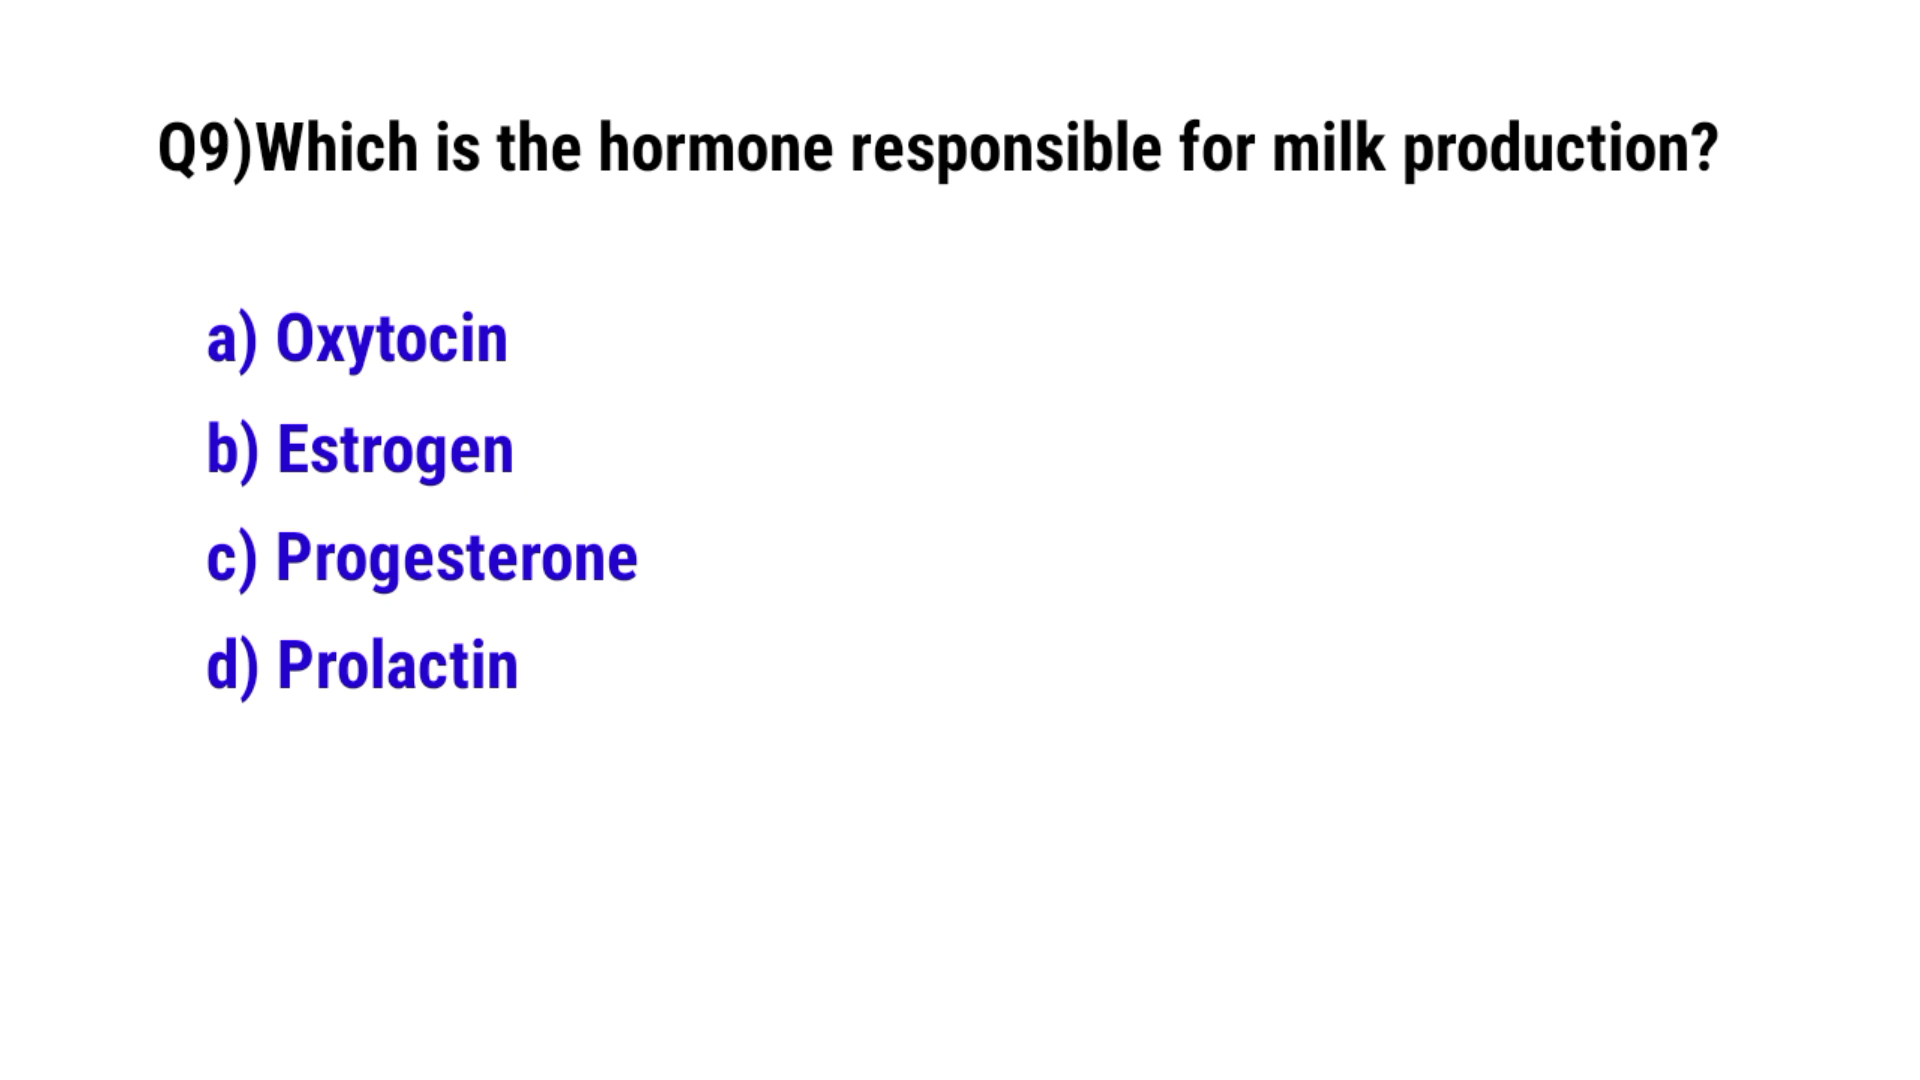 Q9)Which is the hormone responsible for milk production?
a) Oxytocin
b) Estrogen
c) Progesterone
d) Prolactin